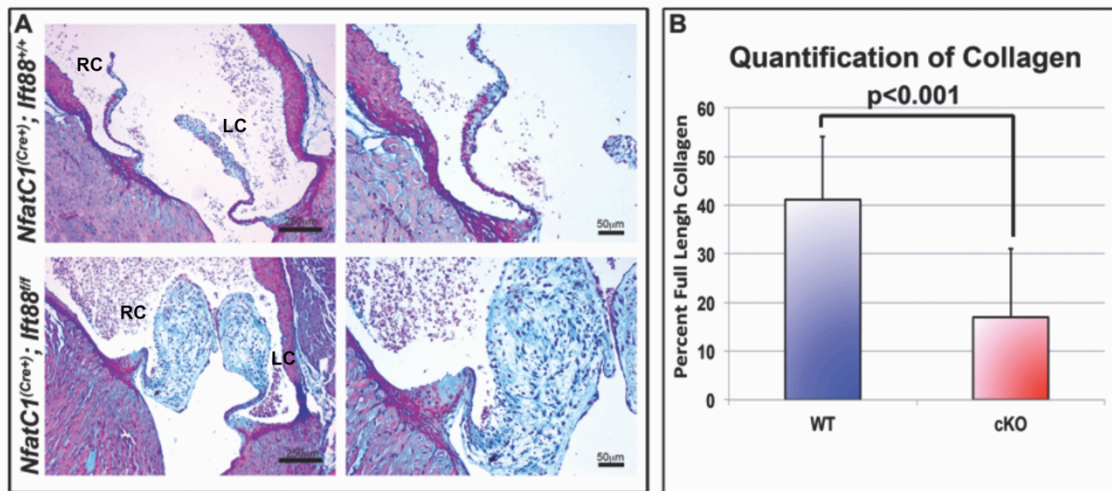 A
NfatC1(Cre+); Ift88+/+
RC
LC
50μm
NfatC1(Cre+); Ift88f/f
RC
LC
50μm
B
Quantification of Collagen
p<0.001
Percent Full Lengh Collagen
60
50
40
30
20
10
0
WT
cKO